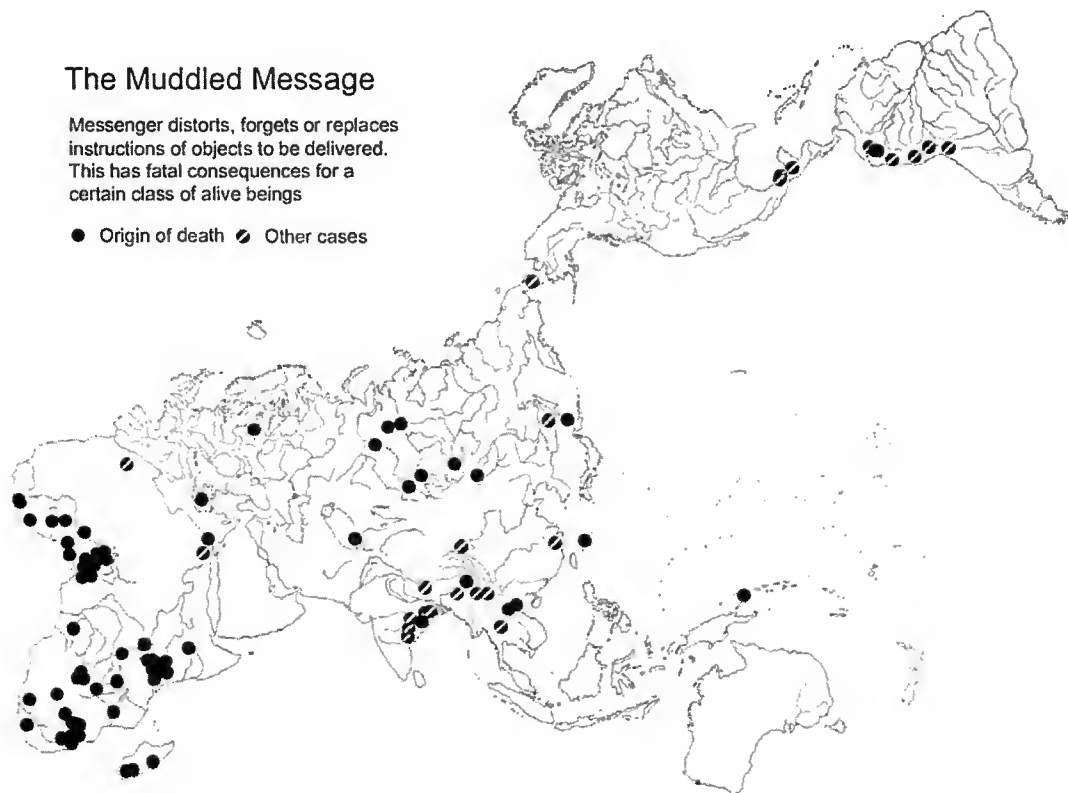 The Muddled Message
Messenger distorts, forgets or replaces
instructions of objects to be delivered.
This has fatal consequences for a
certain class of alive beings
Origin of death Other cases